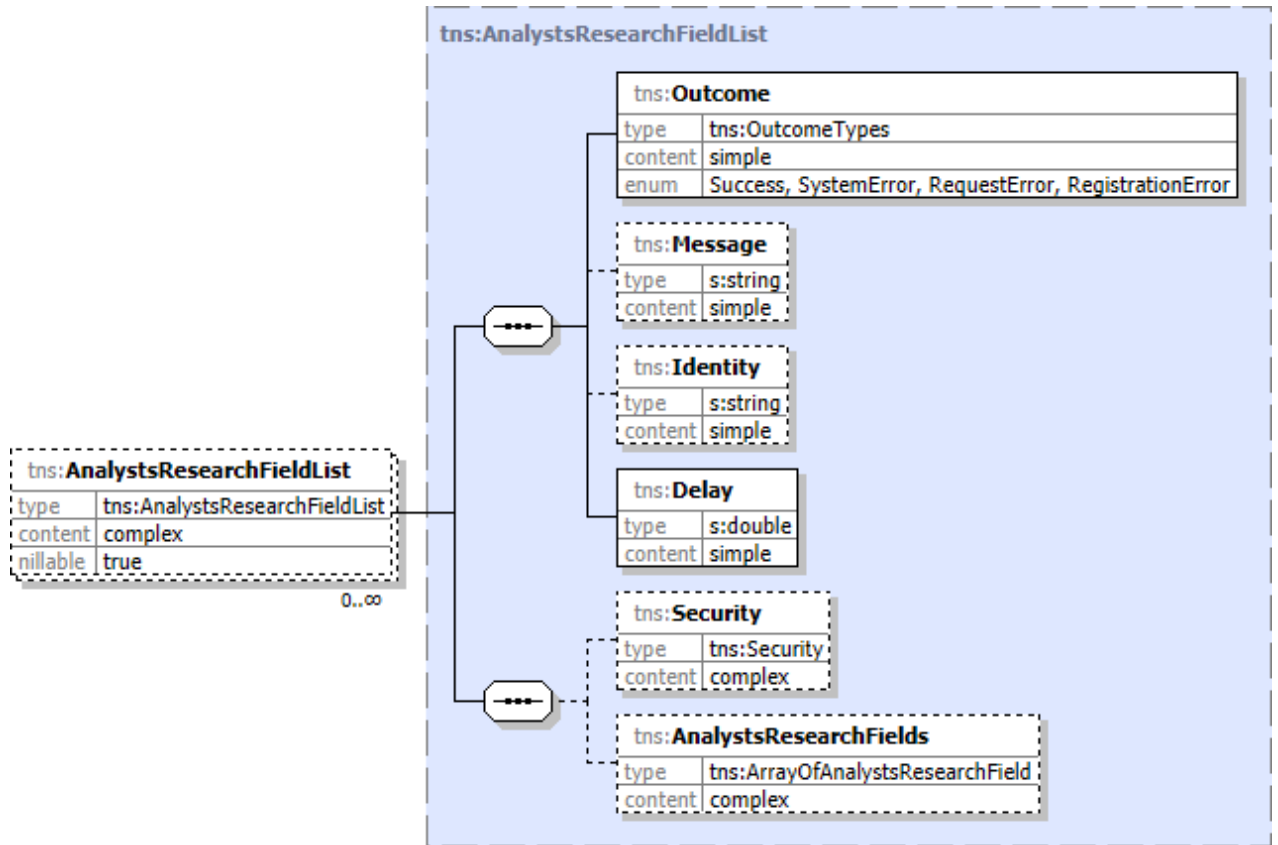 tns:AnalystsResearchFieldList
tns:Outcome
type tns:OutcomeTypes
content simple
enum Success, SystemError, RequestError, RegistrationError
tns:Message
type s:string
content simple
tns:Identity
type s:string
content simple
tns:AnalystsResearchFieldList
type tns:AnalystsResearchFieldList
content complex
nillable true
0..∞
tns:Delay
type s:double
content simple
tns:Security
type tns:Security
content complex
tns:AnalystsResearchFields
type tns:ArrayOfAnalystsResearchField
content complex